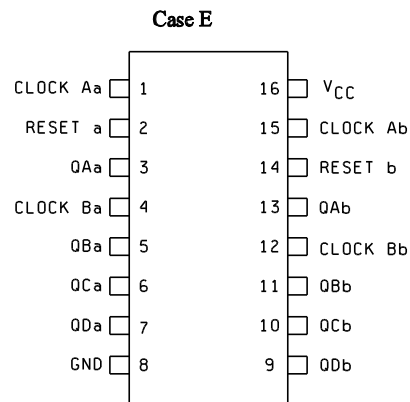 Case E
CLOCK Aa 1 16 VCC
RESET a 2 15 CLOCK Ab
QAa 3 14 RESET b
CLOCK Ba 4 13 QAb
QBa 5 12 CLOCK Bb
QCa 6 11 QBb
QDa 7 10 QCb
GND 8 9 QDb